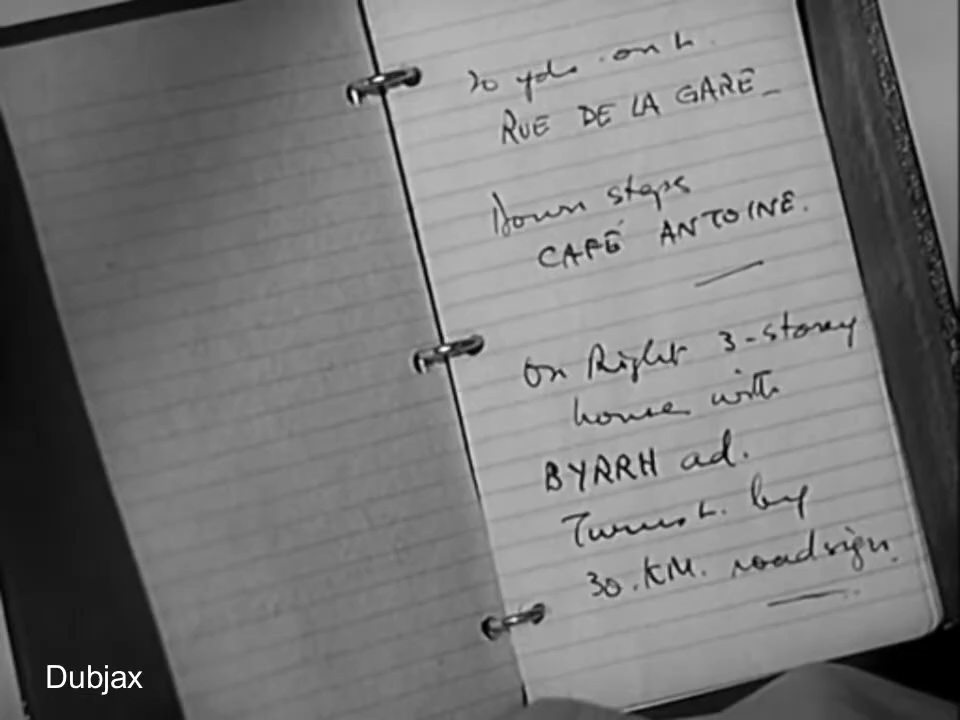 20 yds. on L.
RUE DE LA GARE_
Down steps
CAFÉ ANTOINE.
On Right 3-storey
house with
BYRRH ad.
Turns L. by
30.KM. roadsign.
Dubjax